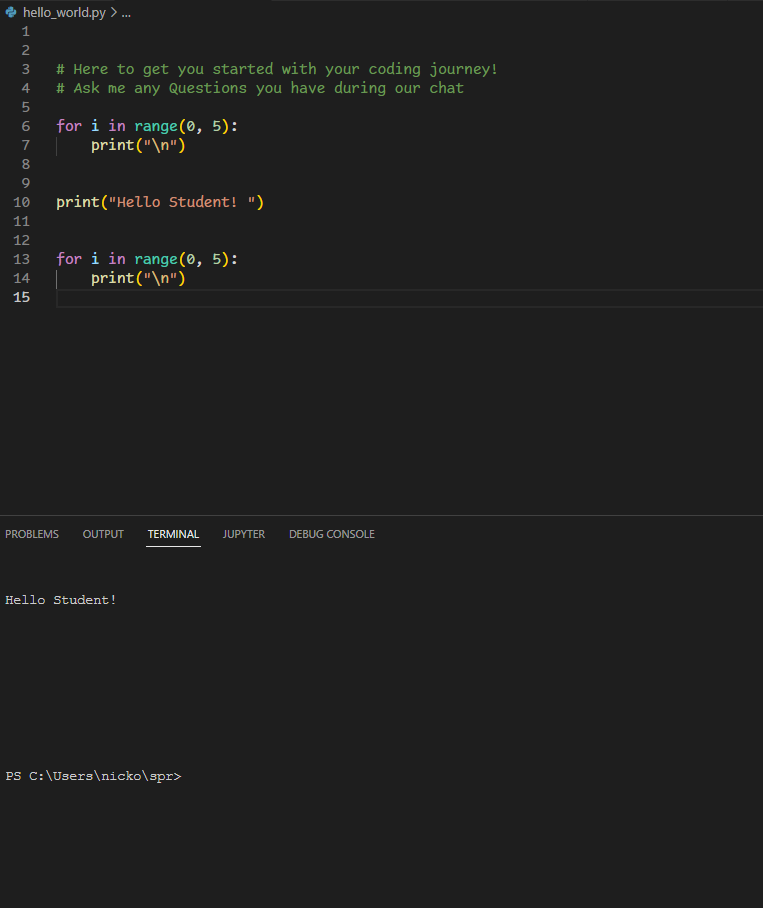 hello_world.py > ...
1
2
3 # Here to get you started with your coding journey!
4 # Ask me any Questions you have during our chat
5
6 for i in range(0, 5):
7     print("\n")
8
9
10 print("Hello Student! ")
11
12
13 for i in range(0, 5):
14     print("\n")
15
PROBLEMS OUTPUT TERMINAL JUPYTER DEBUG CONSOLE
Hello Student!
PS C:\Users\nicko\spr>